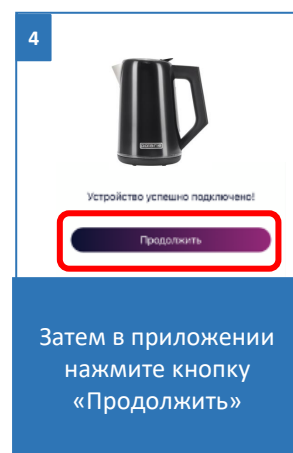 4
Устройство успешно подключено!
Продолжить
Затем в приложении
нажмите кнопку
«Продолжить»